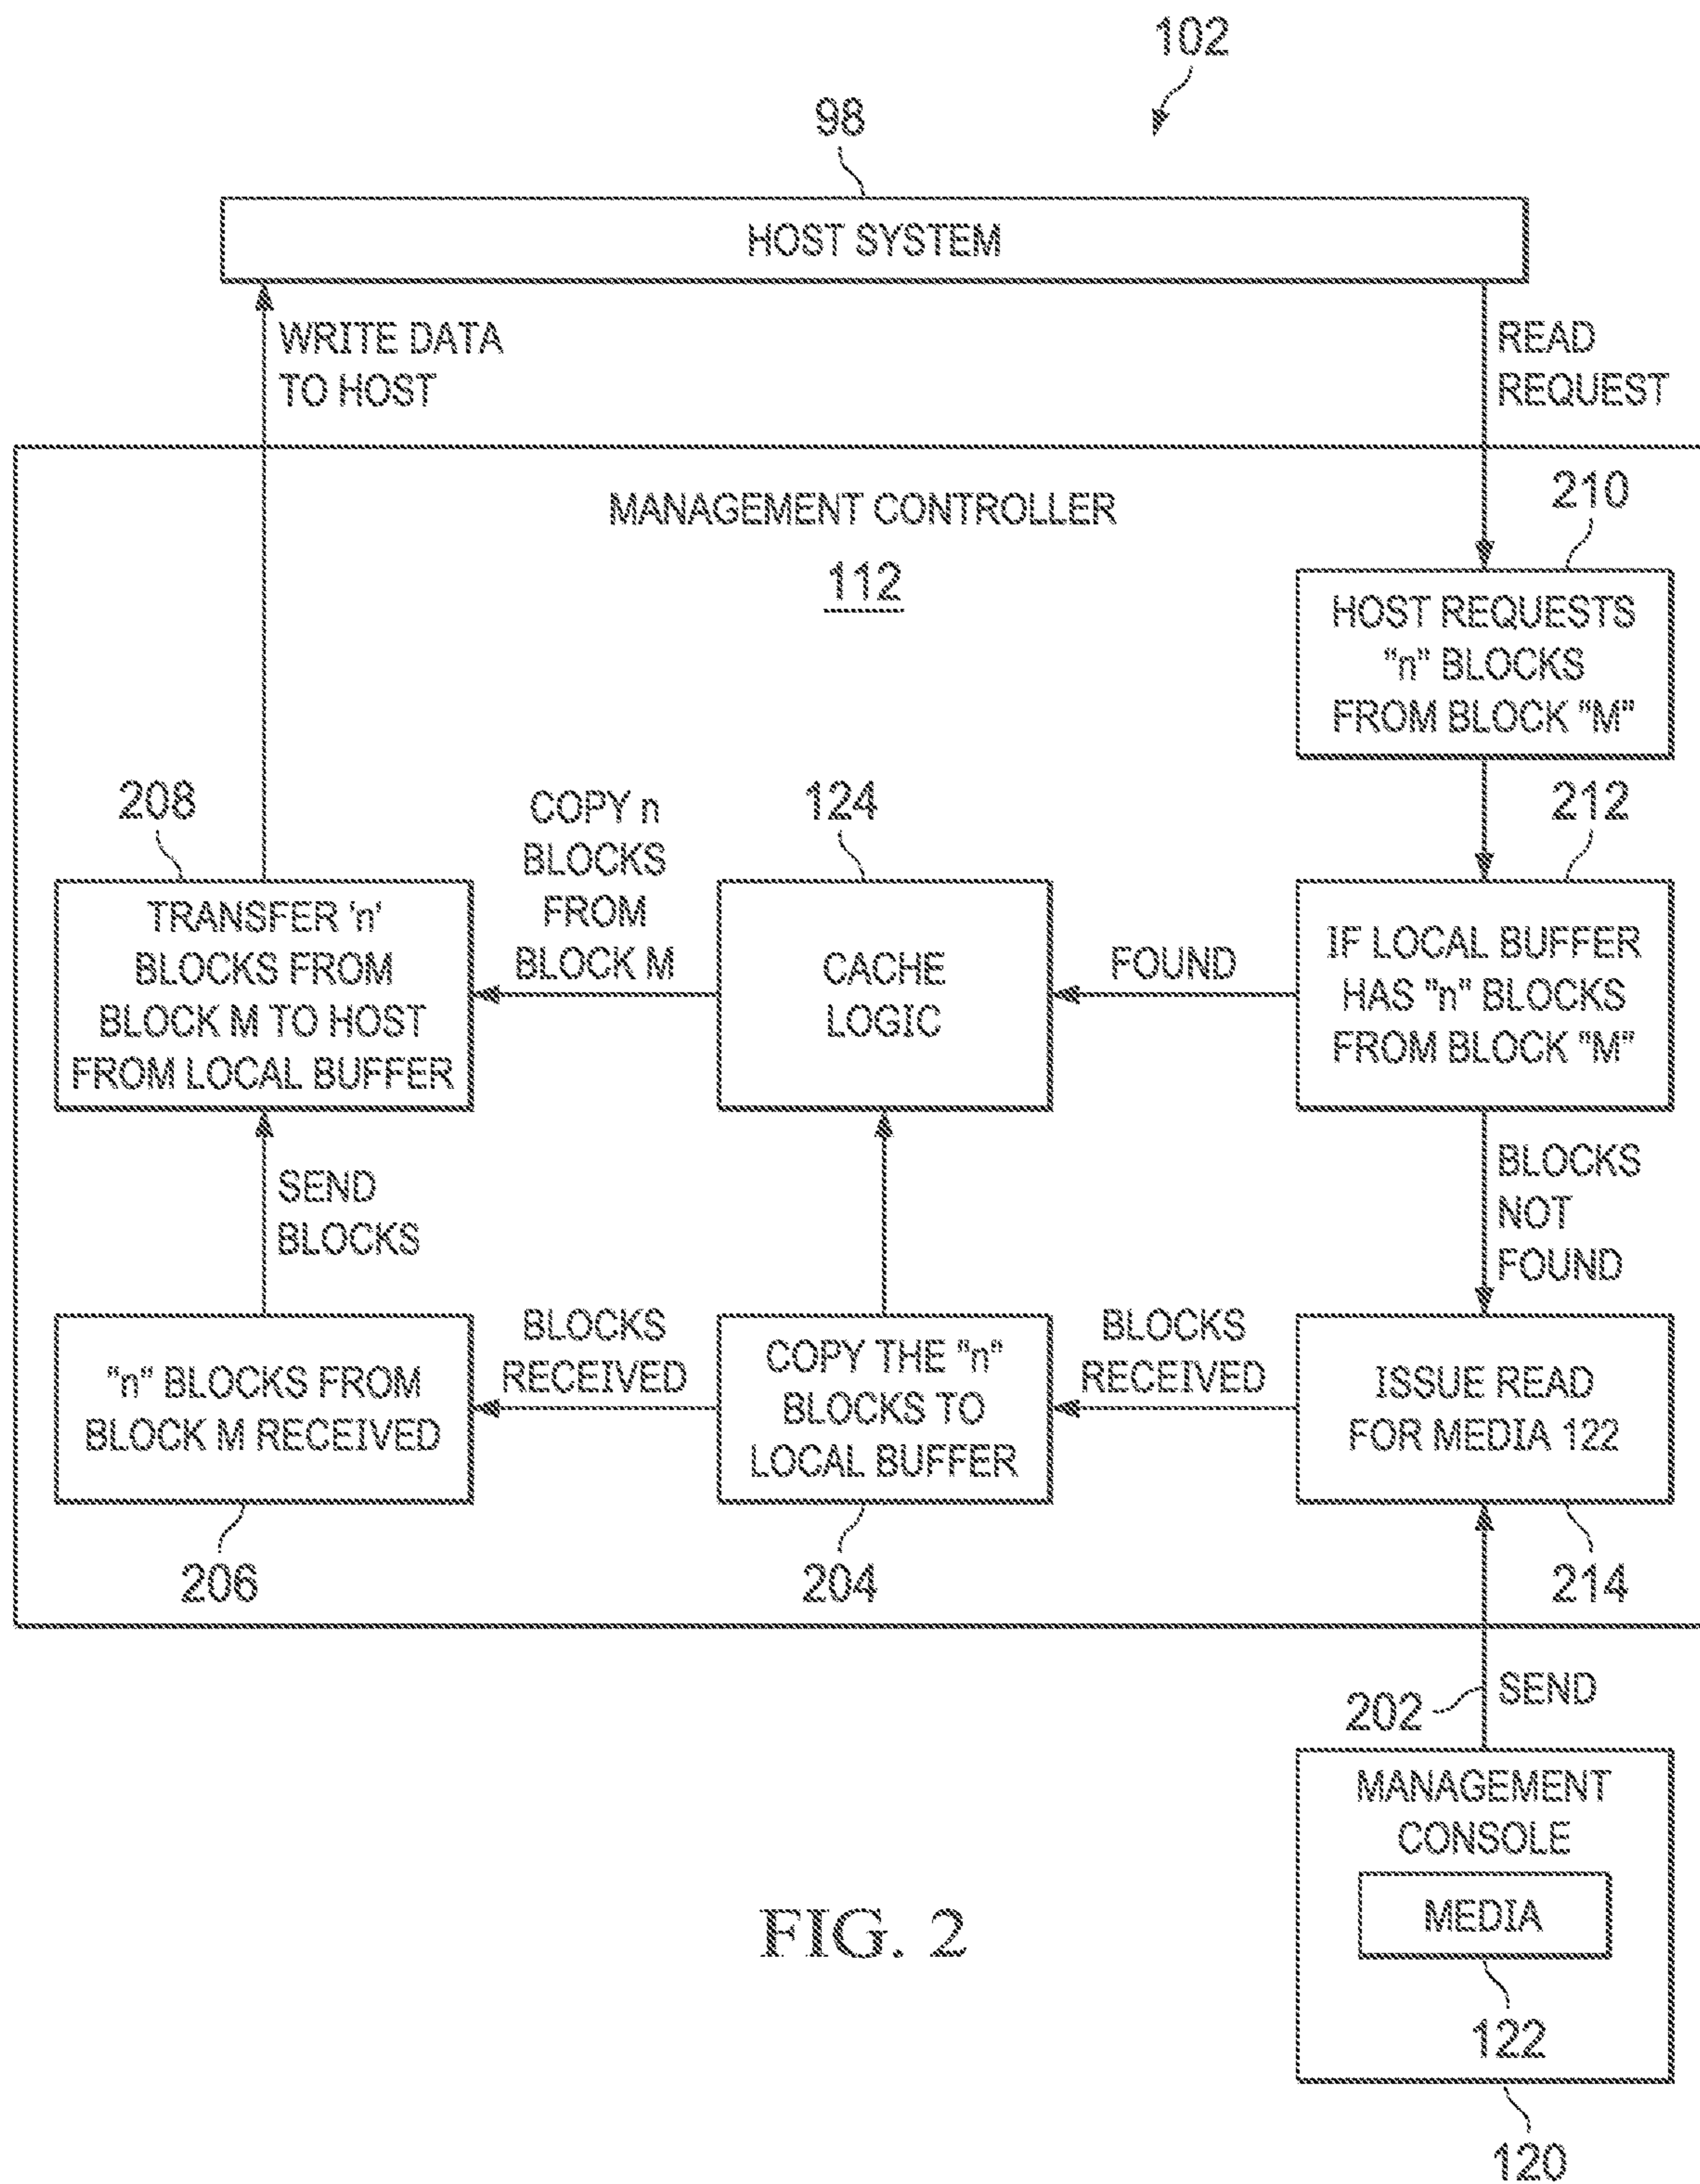 102
98
HOST SYSTEM
WRITE DATA
TO HOST
READ
REQUEST
MANAGEMENT CONTROLLER
112
210
HOST REQUESTS
"n" BLOCKS
FROM BLOCK "M"
208
COPY n
BLOCKS
FROM
BLOCK M
124
212
TRANSFER 'n'
BLOCKS FROM
BLOCK M TO HOST
FROM LOCAL BUFFER
CACHE
LOGIC
FOUND
IF LOCAL BUFFER
HAS "n" BLOCKS
FROM BLOCK "M"
SEND
BLOCKS
BLOCKS
NOT
FOUND
"n" BLOCKS FROM
BLOCK M RECEIVED
BLOCKS
RECEIVED
COPY THE "n"
BLOCKS TO
LOCAL BUFFER
BLOCKS
RECEIVED
ISSUE READ
FOR MEDIA 122
206
204
214
202
SEND
MANAGEMENT
CONSOLE
MEDIA
122
120
FIG. 2